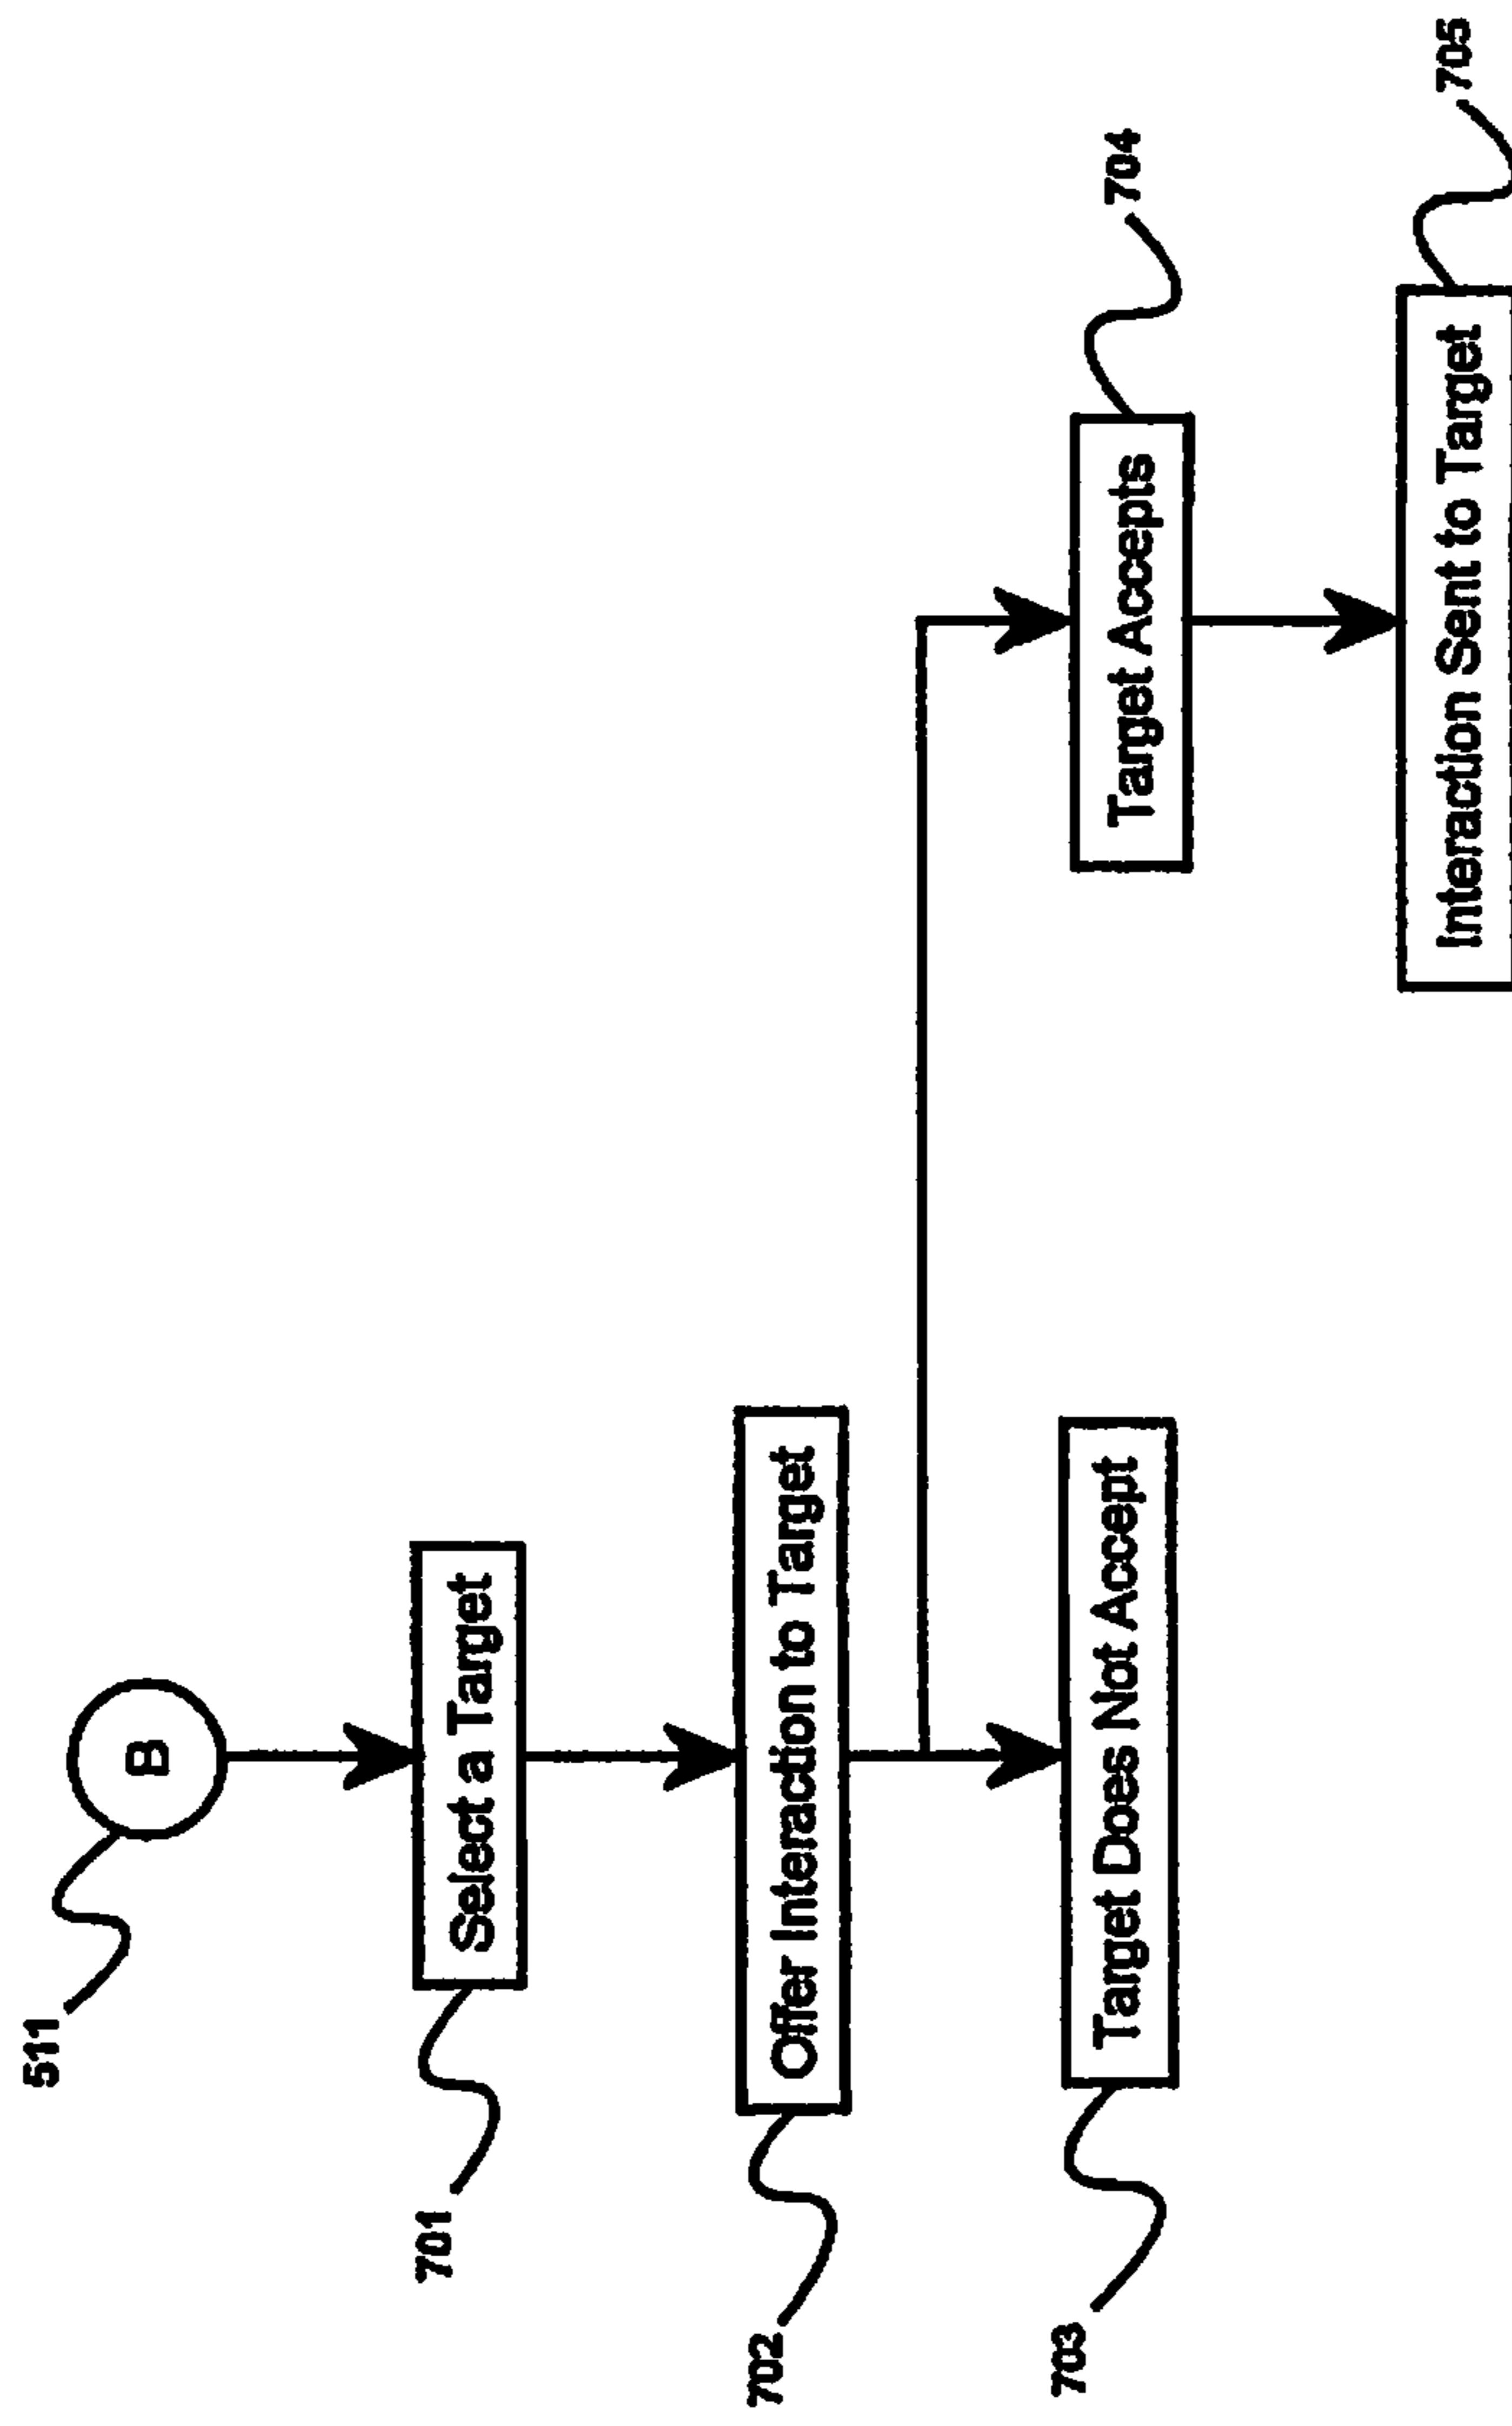 511
B
701
Select a Target
702
Offer Interaction to Target
703
Target Does Not Accept
704
Target Accepts
705
Interaction Sent to Target